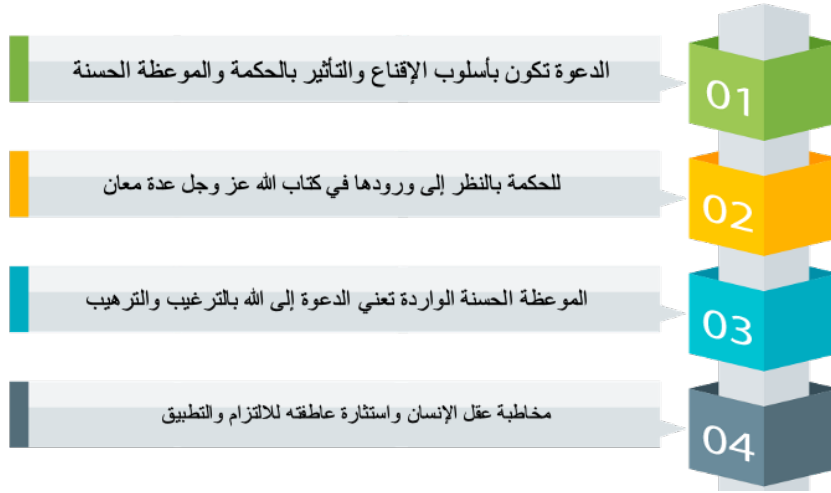 01
الدعوة تكون بأسلوب الإقناع والتأثير بالحكمة والموعظة الحسنة
02
للحكمة بالنظر إلى ورودها في كتاب الله عز وجل عدة معان
03
الموعظة الحسنة الواردة تعني الدعوة إلى الله بالترغيب والترهيب
04
مخاطبة عقل الإنسان واستثارة عاطفته للالتزام والتطبيق